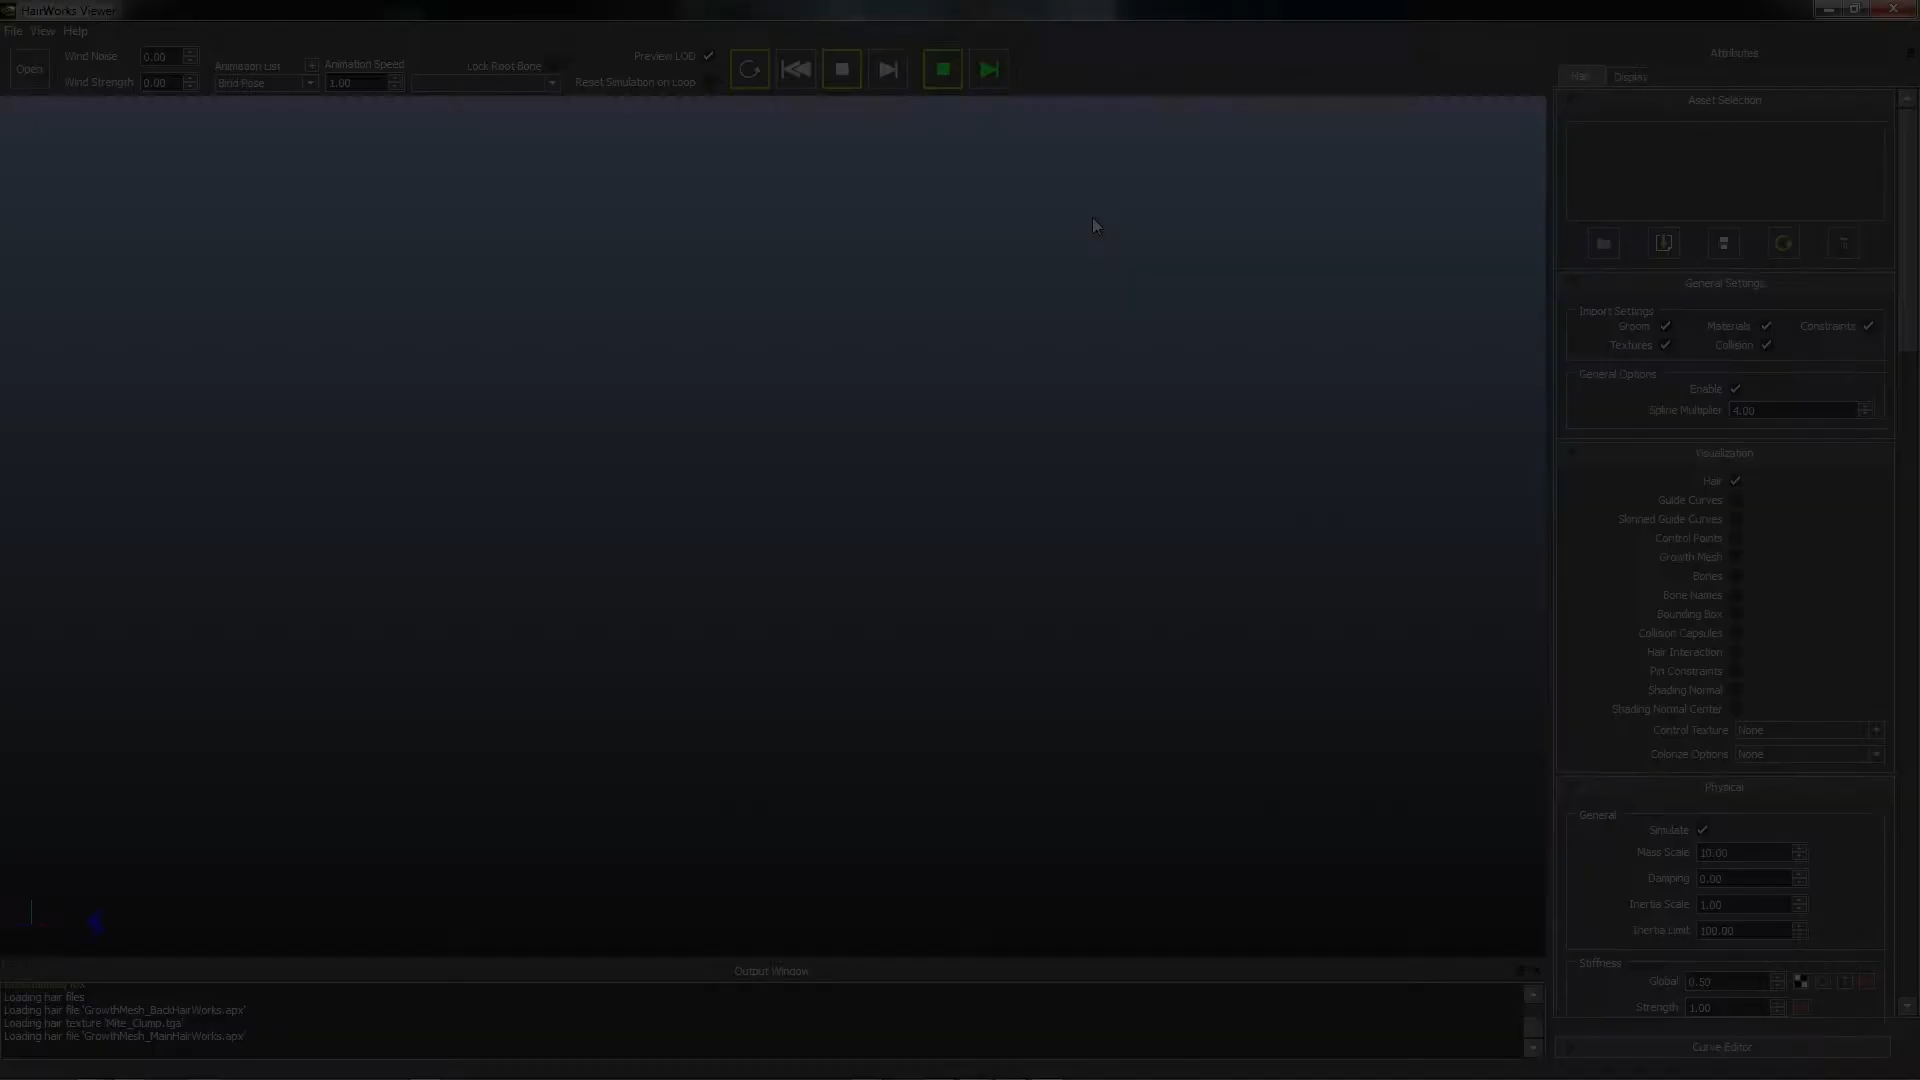 HairWorks Viewer
File View Help
Open
Wind Noise 0.00
Wind Strength 0.00
Animation List +
Bind Pose
Animation Speed
1.00
Lock Root Bone
Preview LOD
Reset Simulation on Loop
Attributes
Hair Display
Asset Selection
General Settings
Import Settings
Groom Materials Constraints
Textures Collision
General Options
Enable
Spline Multiplier 4.00
Visualization
Hair
Guide Curves
Skinned Guide Curves
Control Points
Growth Mesh
Bones
Bone Names
Bounding Box
Collision Capsules
Hair Interaction
Pin Constraints
Shading Normal
Shading Normal Center
Control Texture None
Colorize Options None
Physical
General
Simulate
Mass Scale 10.00
Damping 0.00
Inertia Scale 1.00
Inertia Limit 100.00
Stiffness
Global 0.50
Strength 1.00
Curve Editor
Output Window
Loading hair files
Loading hair file 'GrowthMesh_BackHairWorks.apx'
Loading hair texture 'Mite_Clump.tga'
Loading hair file 'GrowthMesh_MainHairWorks.apx'